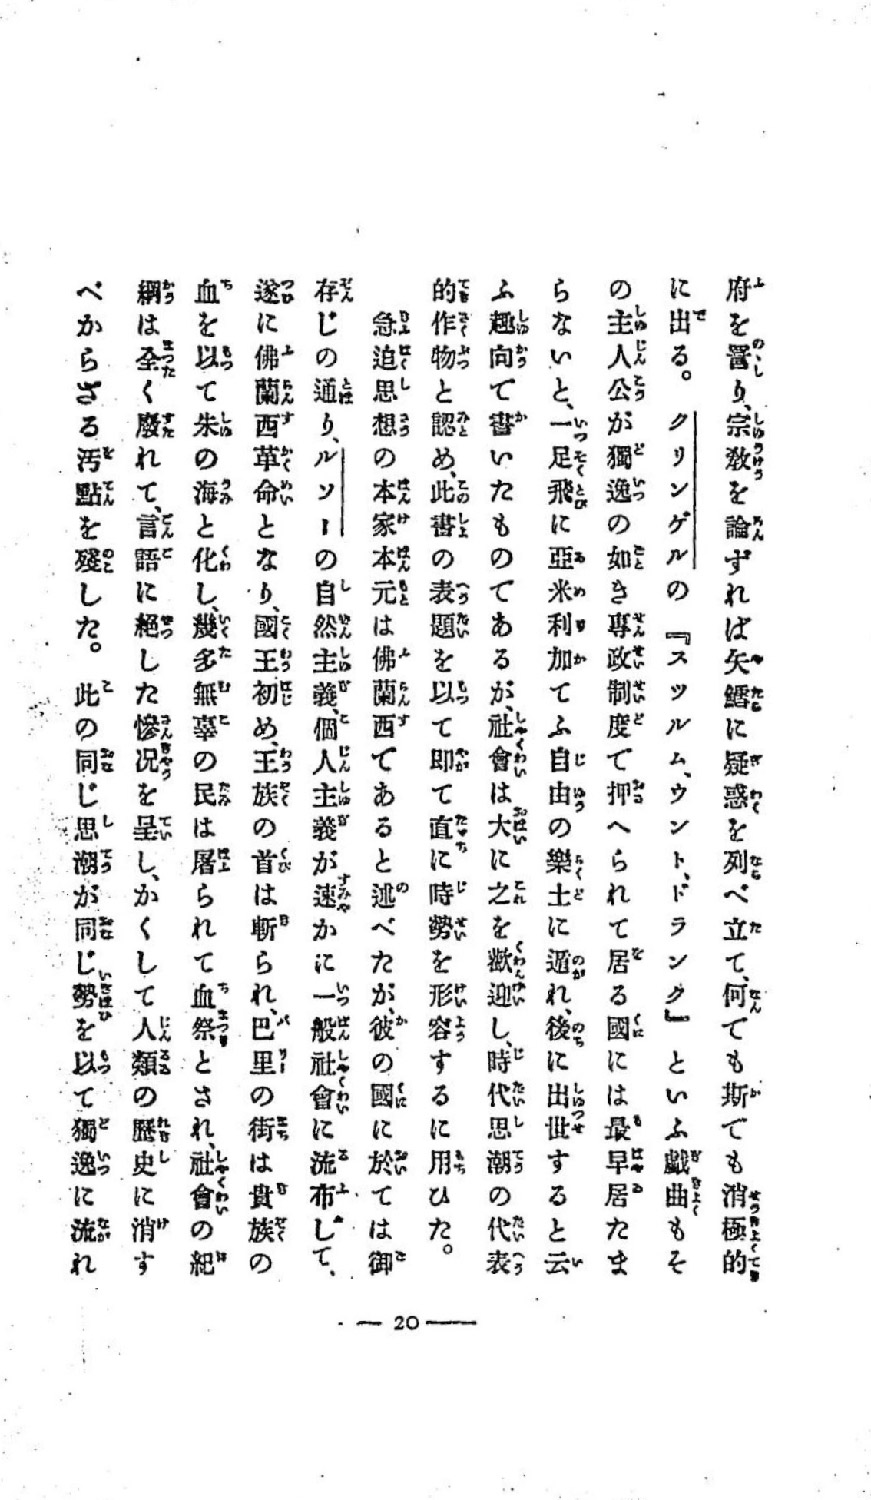 府を詈り、宗敎を論ずれば矢鱈に疑惑を列べ立て、何でも斯でも消極的
に出る。クリンゲルの『スツルム、ウント、ドランク』といふ戯曲もそ
の主人公が獨逸の如き專政制度で押へられて居る國には最早居たま
らないと、一足飛に亞米利加てふ自由の樂土に遁れ、後に出世すると云
ふ趣向で書いたものであるが、社會は大に之を歡迎し、時代思潮の代表
的作物と認め、此書の表題を以て即て直に時勢を形容するに用ひた。
急迫思想の本家本元は佛蘭西であると述べたが、彼の國に於ては御
存じの通り、ルソーの自然主義、個人主義が速かに一般社會に流布して、
遂に佛蘭西革命となり、國王初め、王族の首は斬られ、巴里の街は貴族の
血を以て朱の海と化し、幾多無辜の民は屠られて血祭とされ、社會の紀
綱は全く廢れて、言語に絕した慘況を呈し、かくして人類の歷史に消す
べからざる汚點を殘した。此の同じ思潮が同じ勢を以て獨逸に流れ
— 20 —